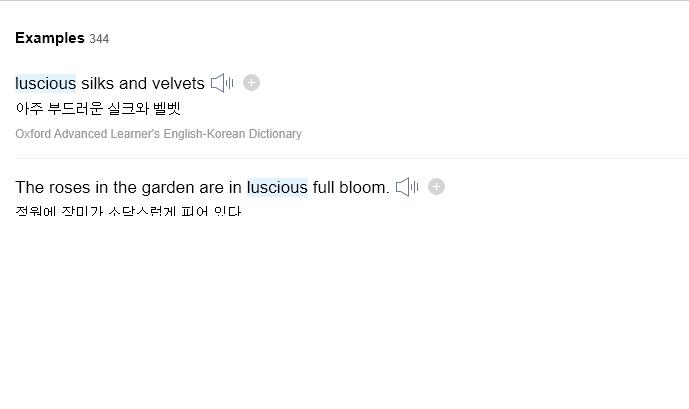 Examples 344
luscious silks and velvets
아주 부드러운 실크와 벨벳
Oxford Advanced Learner's English-Korean Dictionary
The roses in the garden are in luscious full bloom.
정원에 장미가 소담스럽게 피어 있다